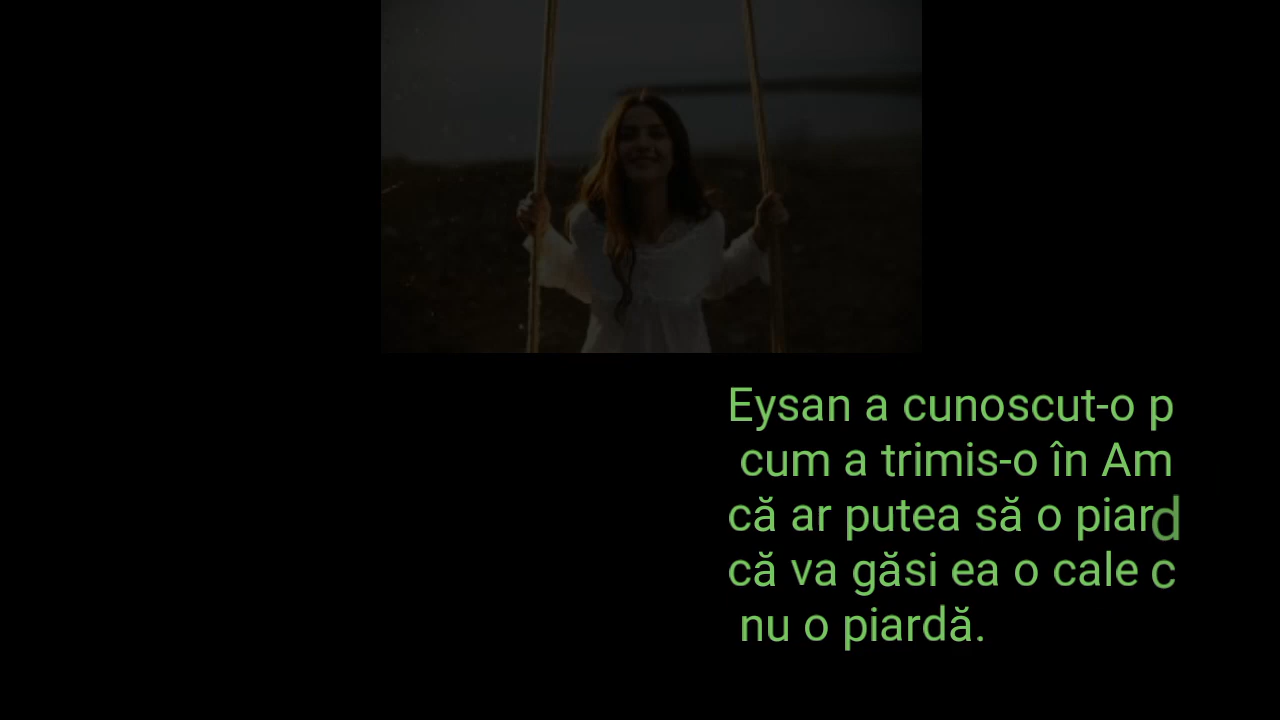 Eysan a cunoscut-o p
cum a trimis-o în Am
că ar putea să o piard
că va găsi ea o cale c
nu o piardă.